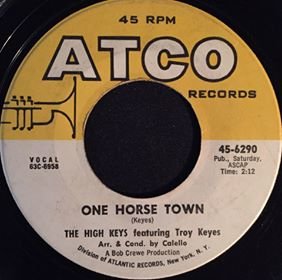 45 RPM
ATCO
RECORDS
VOCAL
63C-6958
45-6290
Pub., Saturday,
ASCAP
Time: 2:12
ONE HORSE TOWN
(Keyes)
THE HIGH KEYS featuring Troy Keyes
Arr. & Cond. by Calello
A Bob Crewe Production
Division of ATLANTIC RECORDS, New York, N. Y.